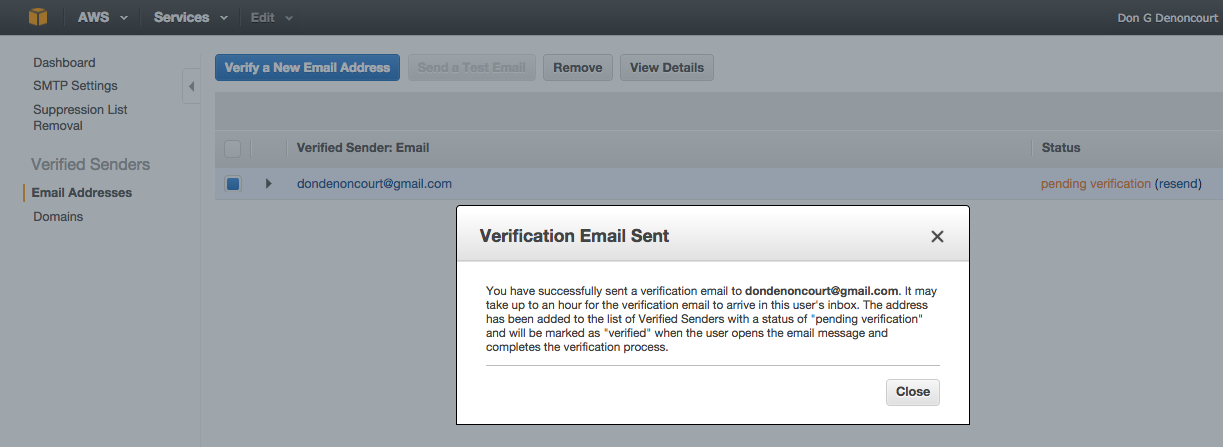 AWS Services Edit Don G Denoncourt
Dashboard
SMTP Settings
Suppression List
Removal
Verified Senders
Email Addresses
Domains
Verify a New Email Address Send a Test Email Remove View Details
Verified Sender: Email Status
dondenoncourt@gmail.com pending verification (resend)
Verification Email Sent
You have successfully sent a verification email to dondenoncourt@gmail.com. It may
take up to an hour for the verification email to arrive in this user's inbox. The address
has been added to the list of Verified Senders with a status of "pending verification"
and will be marked as "verified" when the user opens the email message and
completes the verification process.
Close